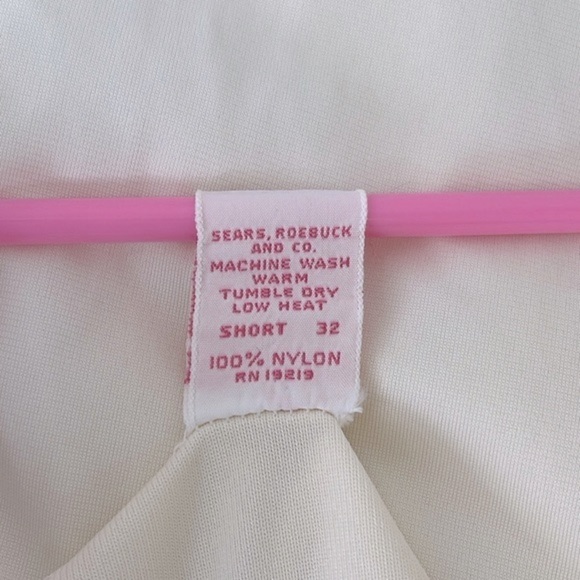 SEARS, ROEBUCK
AND CO.
MACHINE WASH
WARM
TUMBLE DRY
LOW HEAT
SHORT 32
100% NYLON
RN 19219